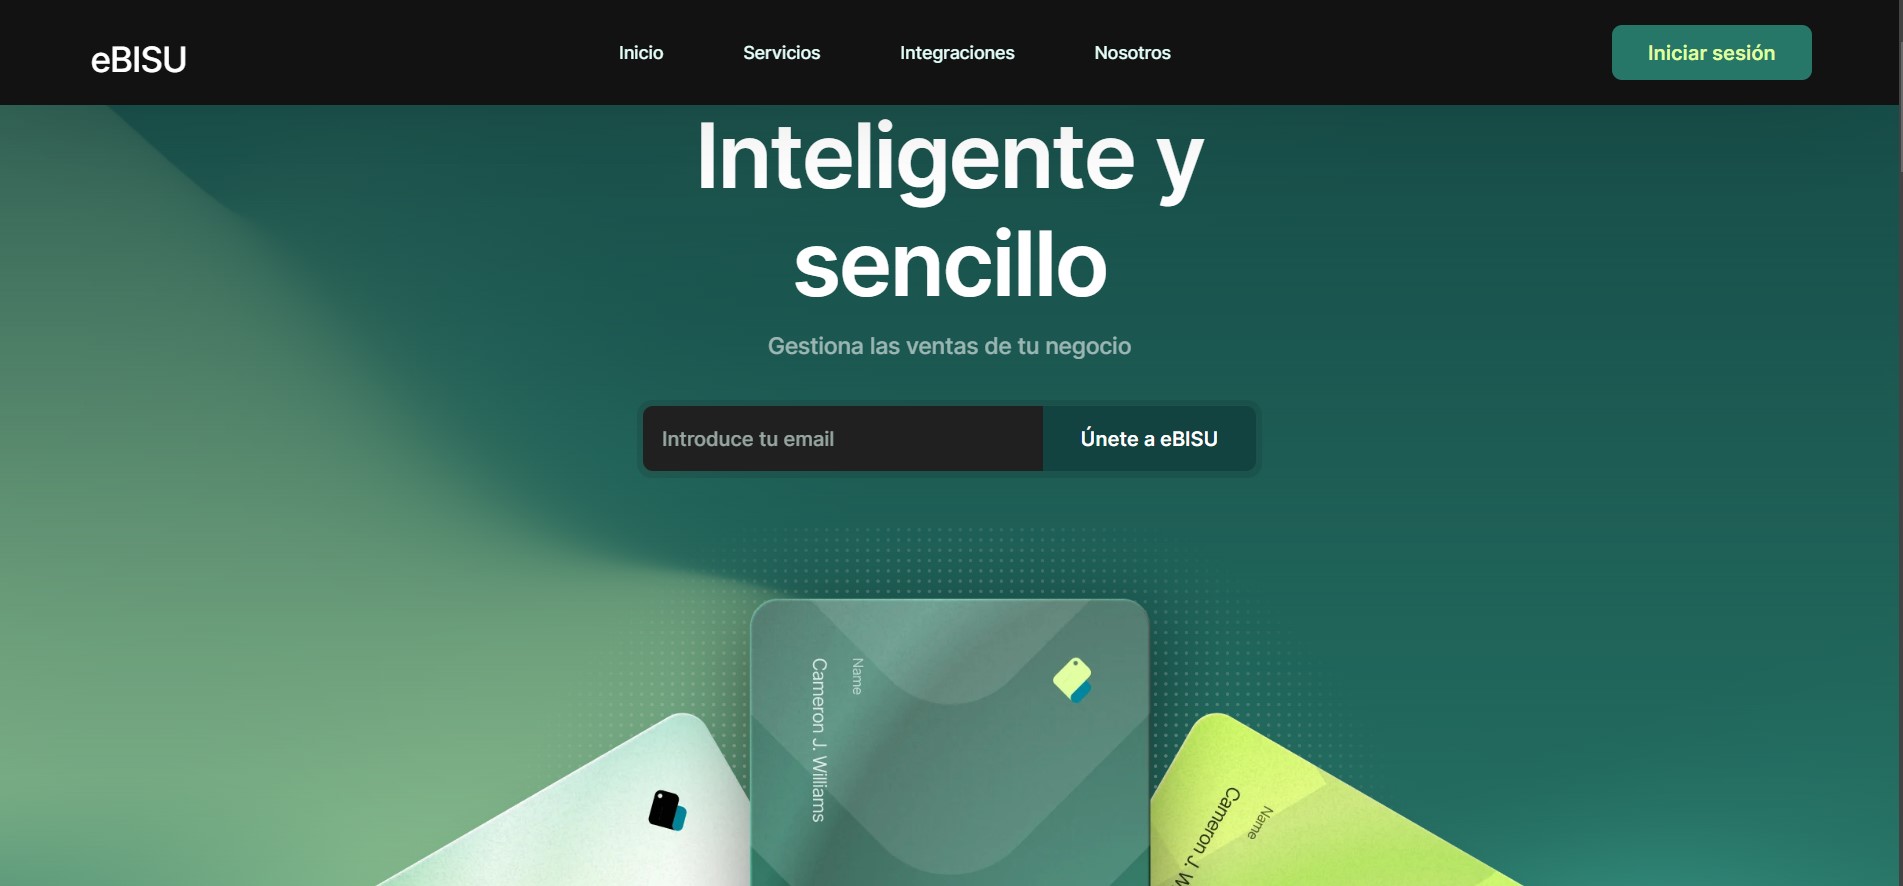 eBISU
Inicio
Servicios
Integraciones
Nosotros
Iniciar sesión
Inteligente y
sencillo
Gestiona las ventas de tu negocio
Introduce tu email
Únete a eBISU
Name
Cameron J. Williams
Name
Cameron J. W